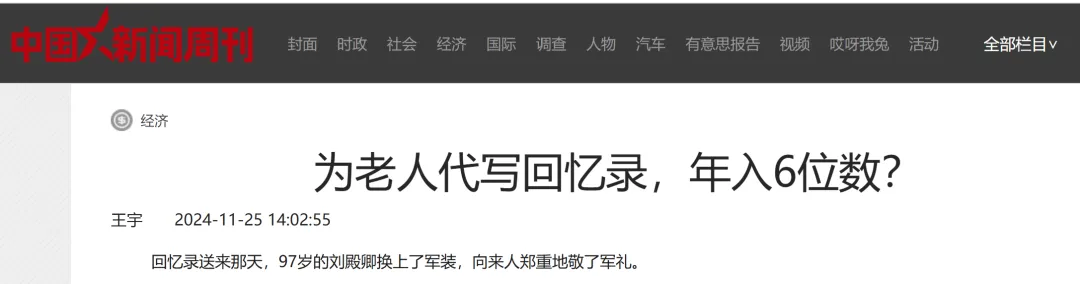 中国新闻周刊 封面 时政 社会 经济 国际 调查 人物 汽车 有意思报告 视频 哎呀我兔 活动 全部栏目
经济
为老人代写回忆录，年入6位数？
王宇 2024-11-25 14:02:55
回忆录送来那天，97岁的刘殿卿换上了军装，向来人郑重地敬了军礼。